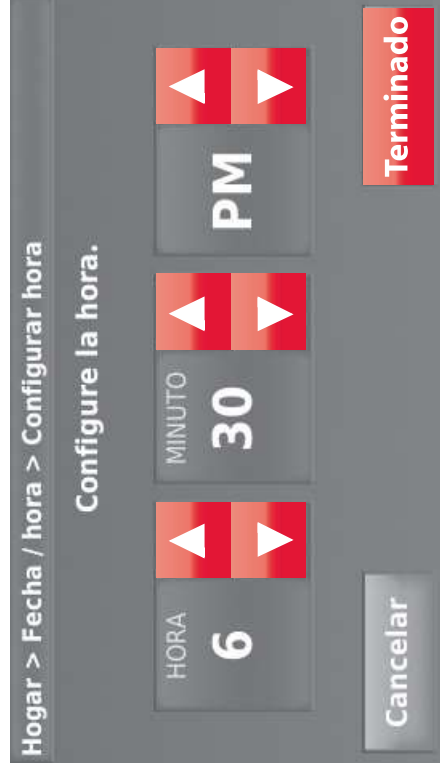 Hogar > Fecha / hora > Configurar hora
Configure la hora.
HORA
6
MINUTO
30
PM
Cancelar
Terminado